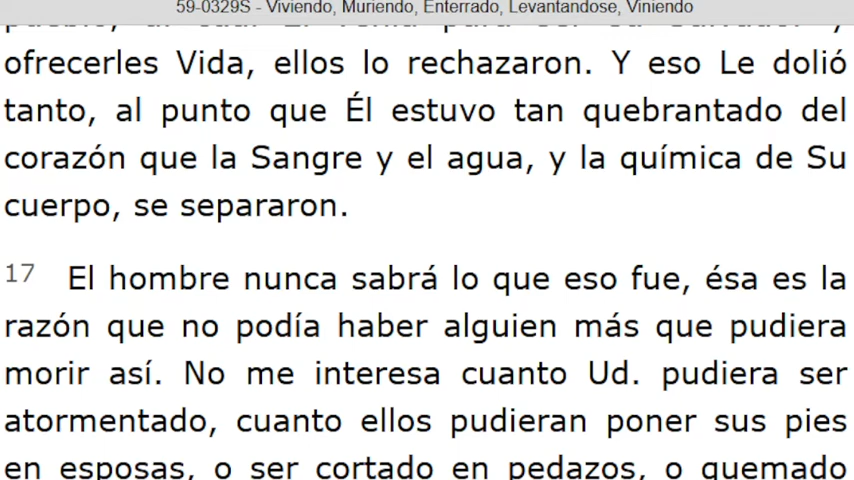 59-0329S - Viviendo, Muriendo, Enterrado, Levantandose, Viniendo
ofrecerles Vida, ellos lo rechazaron. Y eso Le dolió
tanto, al punto que Él estuvo tan quebrantado del
corazón que la Sangre y el agua, y la química de Su
cuerpo, se separaron.
17 El hombre nunca sabrá lo que eso fue, ésa es la
razón que no podía haber alguien más que pudiera
morir así. No me interesa cuanto Ud. pudiera ser
atormentado, cuanto ellos pudieran poner sus pies
en esposas, o ser cortado en pedazos, o quemado